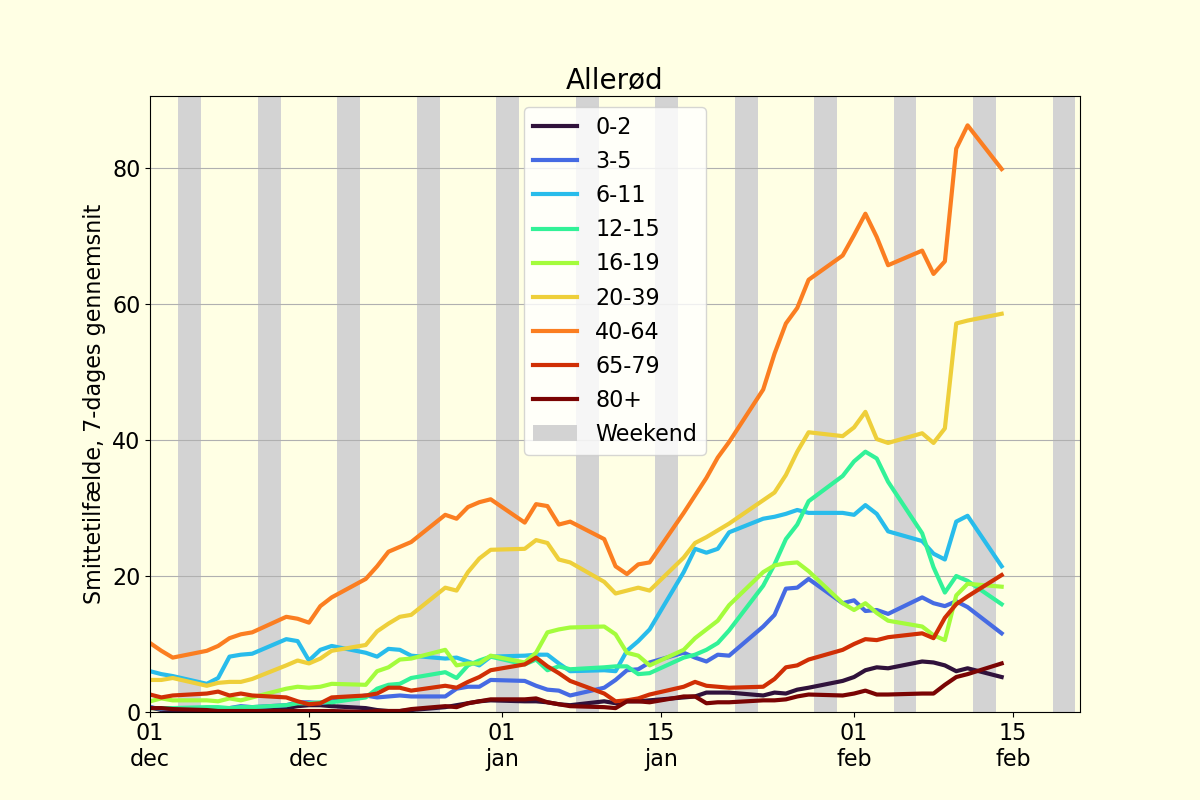 Allerød
Smittetilfælde, 7-dages gennemsnit
80
60
40
20
0
0-2
3-5
6-11
12-15
16-19
20-39
40-64
65-79
80+
Weekend
01 15 01 15 01 15
dec dec jan jan feb feb